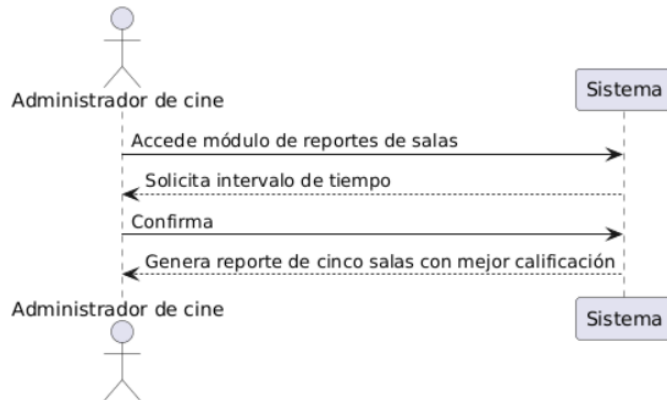 Administrador de cine
Sistema
Accede módulo de reportes de salas
Solicita intervalo de tiempo
Confirma
Genera reporte de cinco salas con mejor calificación
Administrador de cine
Sistema